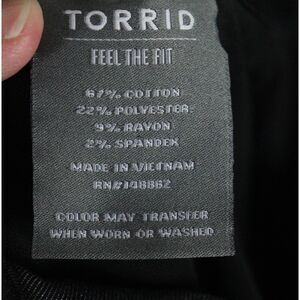 TORRID
FEEL THE FIT
67% COTTON
22% POLYESTER
9% RAYON
2% SPANDEX
MADE IN VIETNAM
RN#148862
COLOR MAY TRANSFER
WHEN WORN OR WASHED